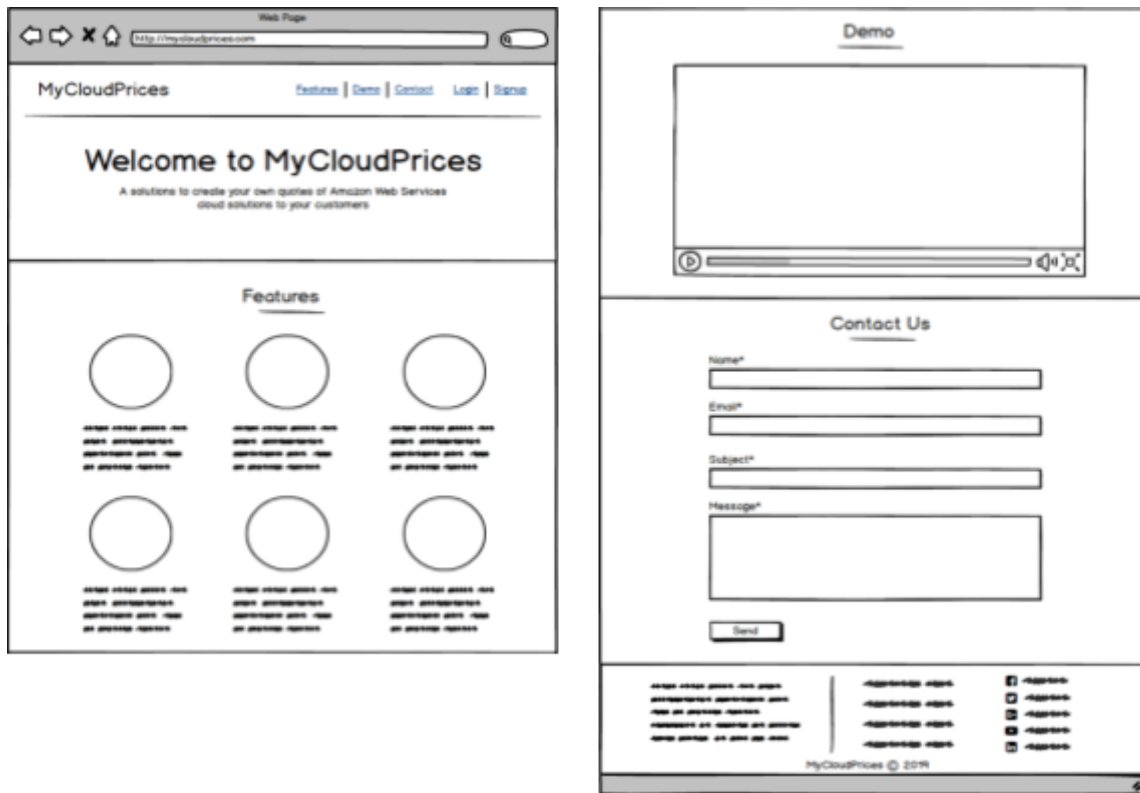 Web Page
http://mycloudprices.com
MyCloudPrices
Features | Demo | Contact Login | Signup
Welcome to MyCloudPrices
A solutions to create your own quotes of Amazon Web Services
cloud solutions to your customers
Features
Demo
Contact Us
Name*
Email*
Subject*
Message*
Send
MyCloudPrices © 2019